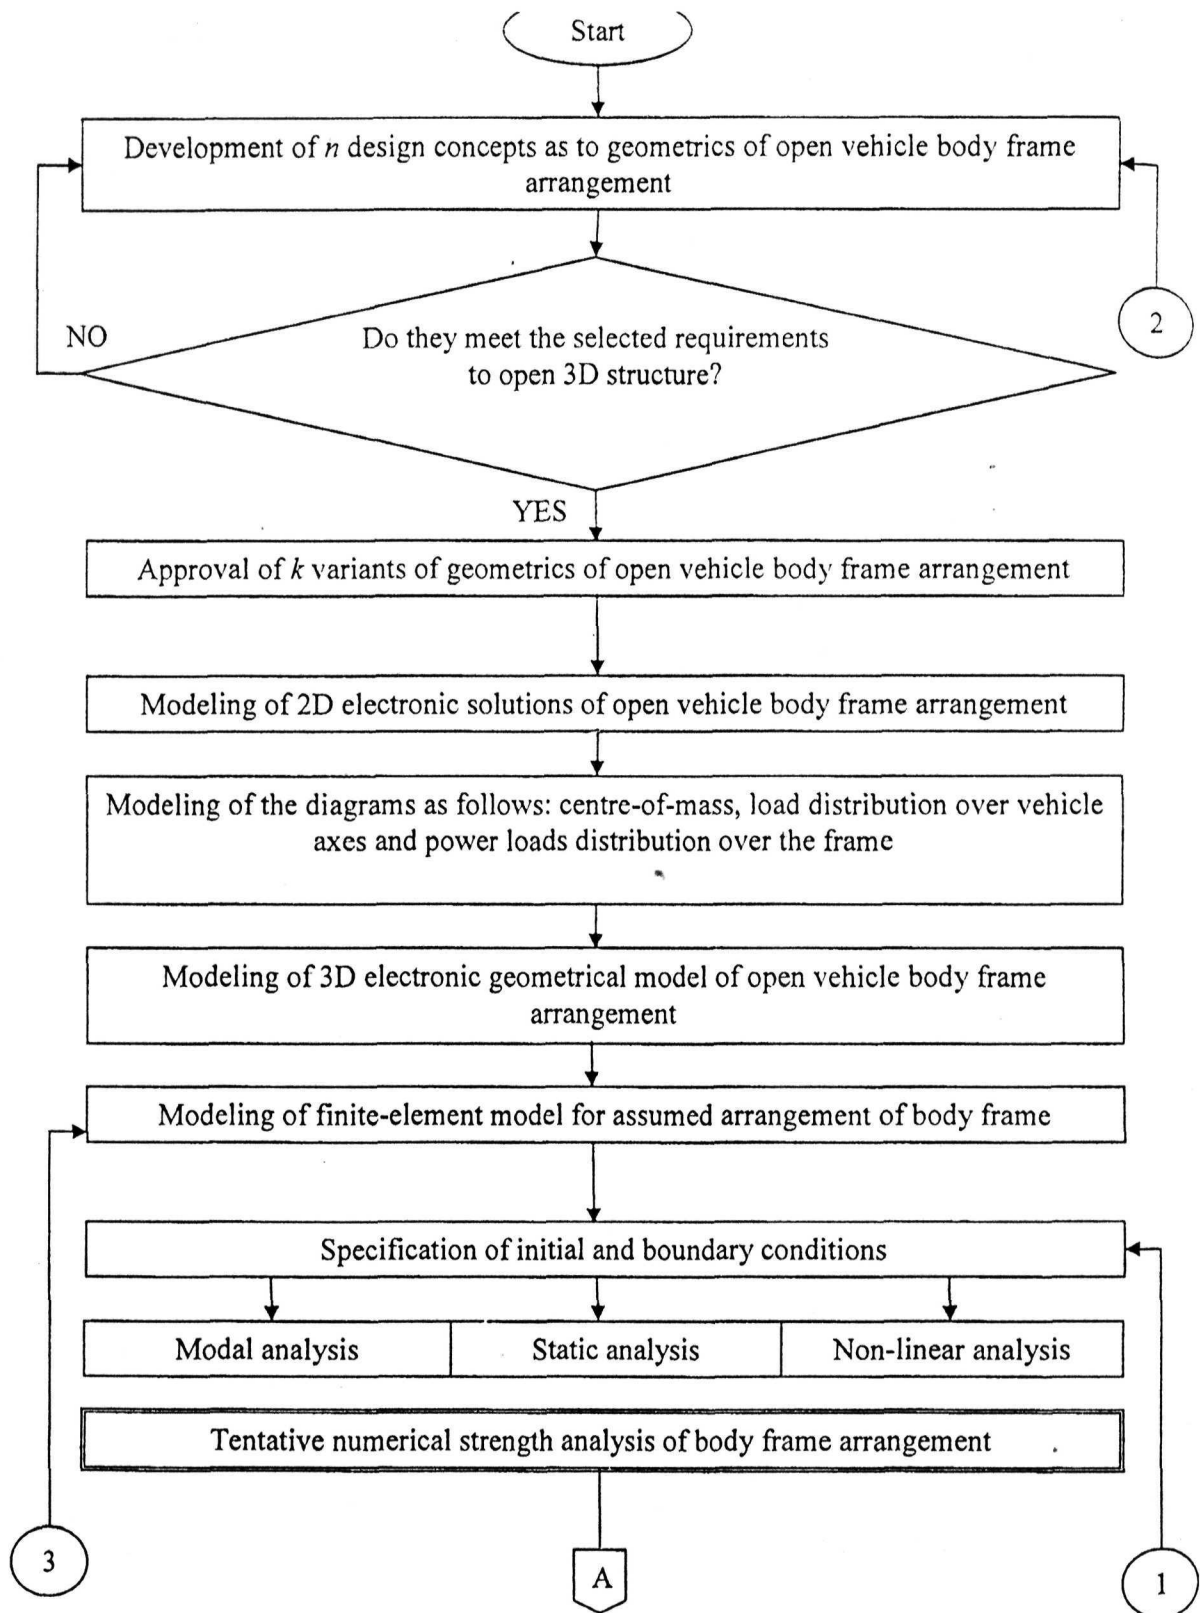 Start
Development of n design concepts as to geometrics of open vehicle body frame
arrangement
2
NO
Do they meet the selected requirements
to open 3D structure?
YES
Approval of k variants of geometrics of open vehicle body frame arrangement
Modeling of 2D electronic solutions of open vehicle body frame arrangement
Modeling of the diagrams as follows: centre-of-mass, load distribution over vehicle
axes and power loads distribution over the frame
Modeling of 3D electronic geometrical model of open vehicle body frame
arrangement
Modeling of finite-element model for assumed arrangement of body frame
Specification of initial and boundary conditions
Modal analysis
Static analysis
Non-linear analysis
Tentative numerical strength analysis of body frame arrangement
3
A
1